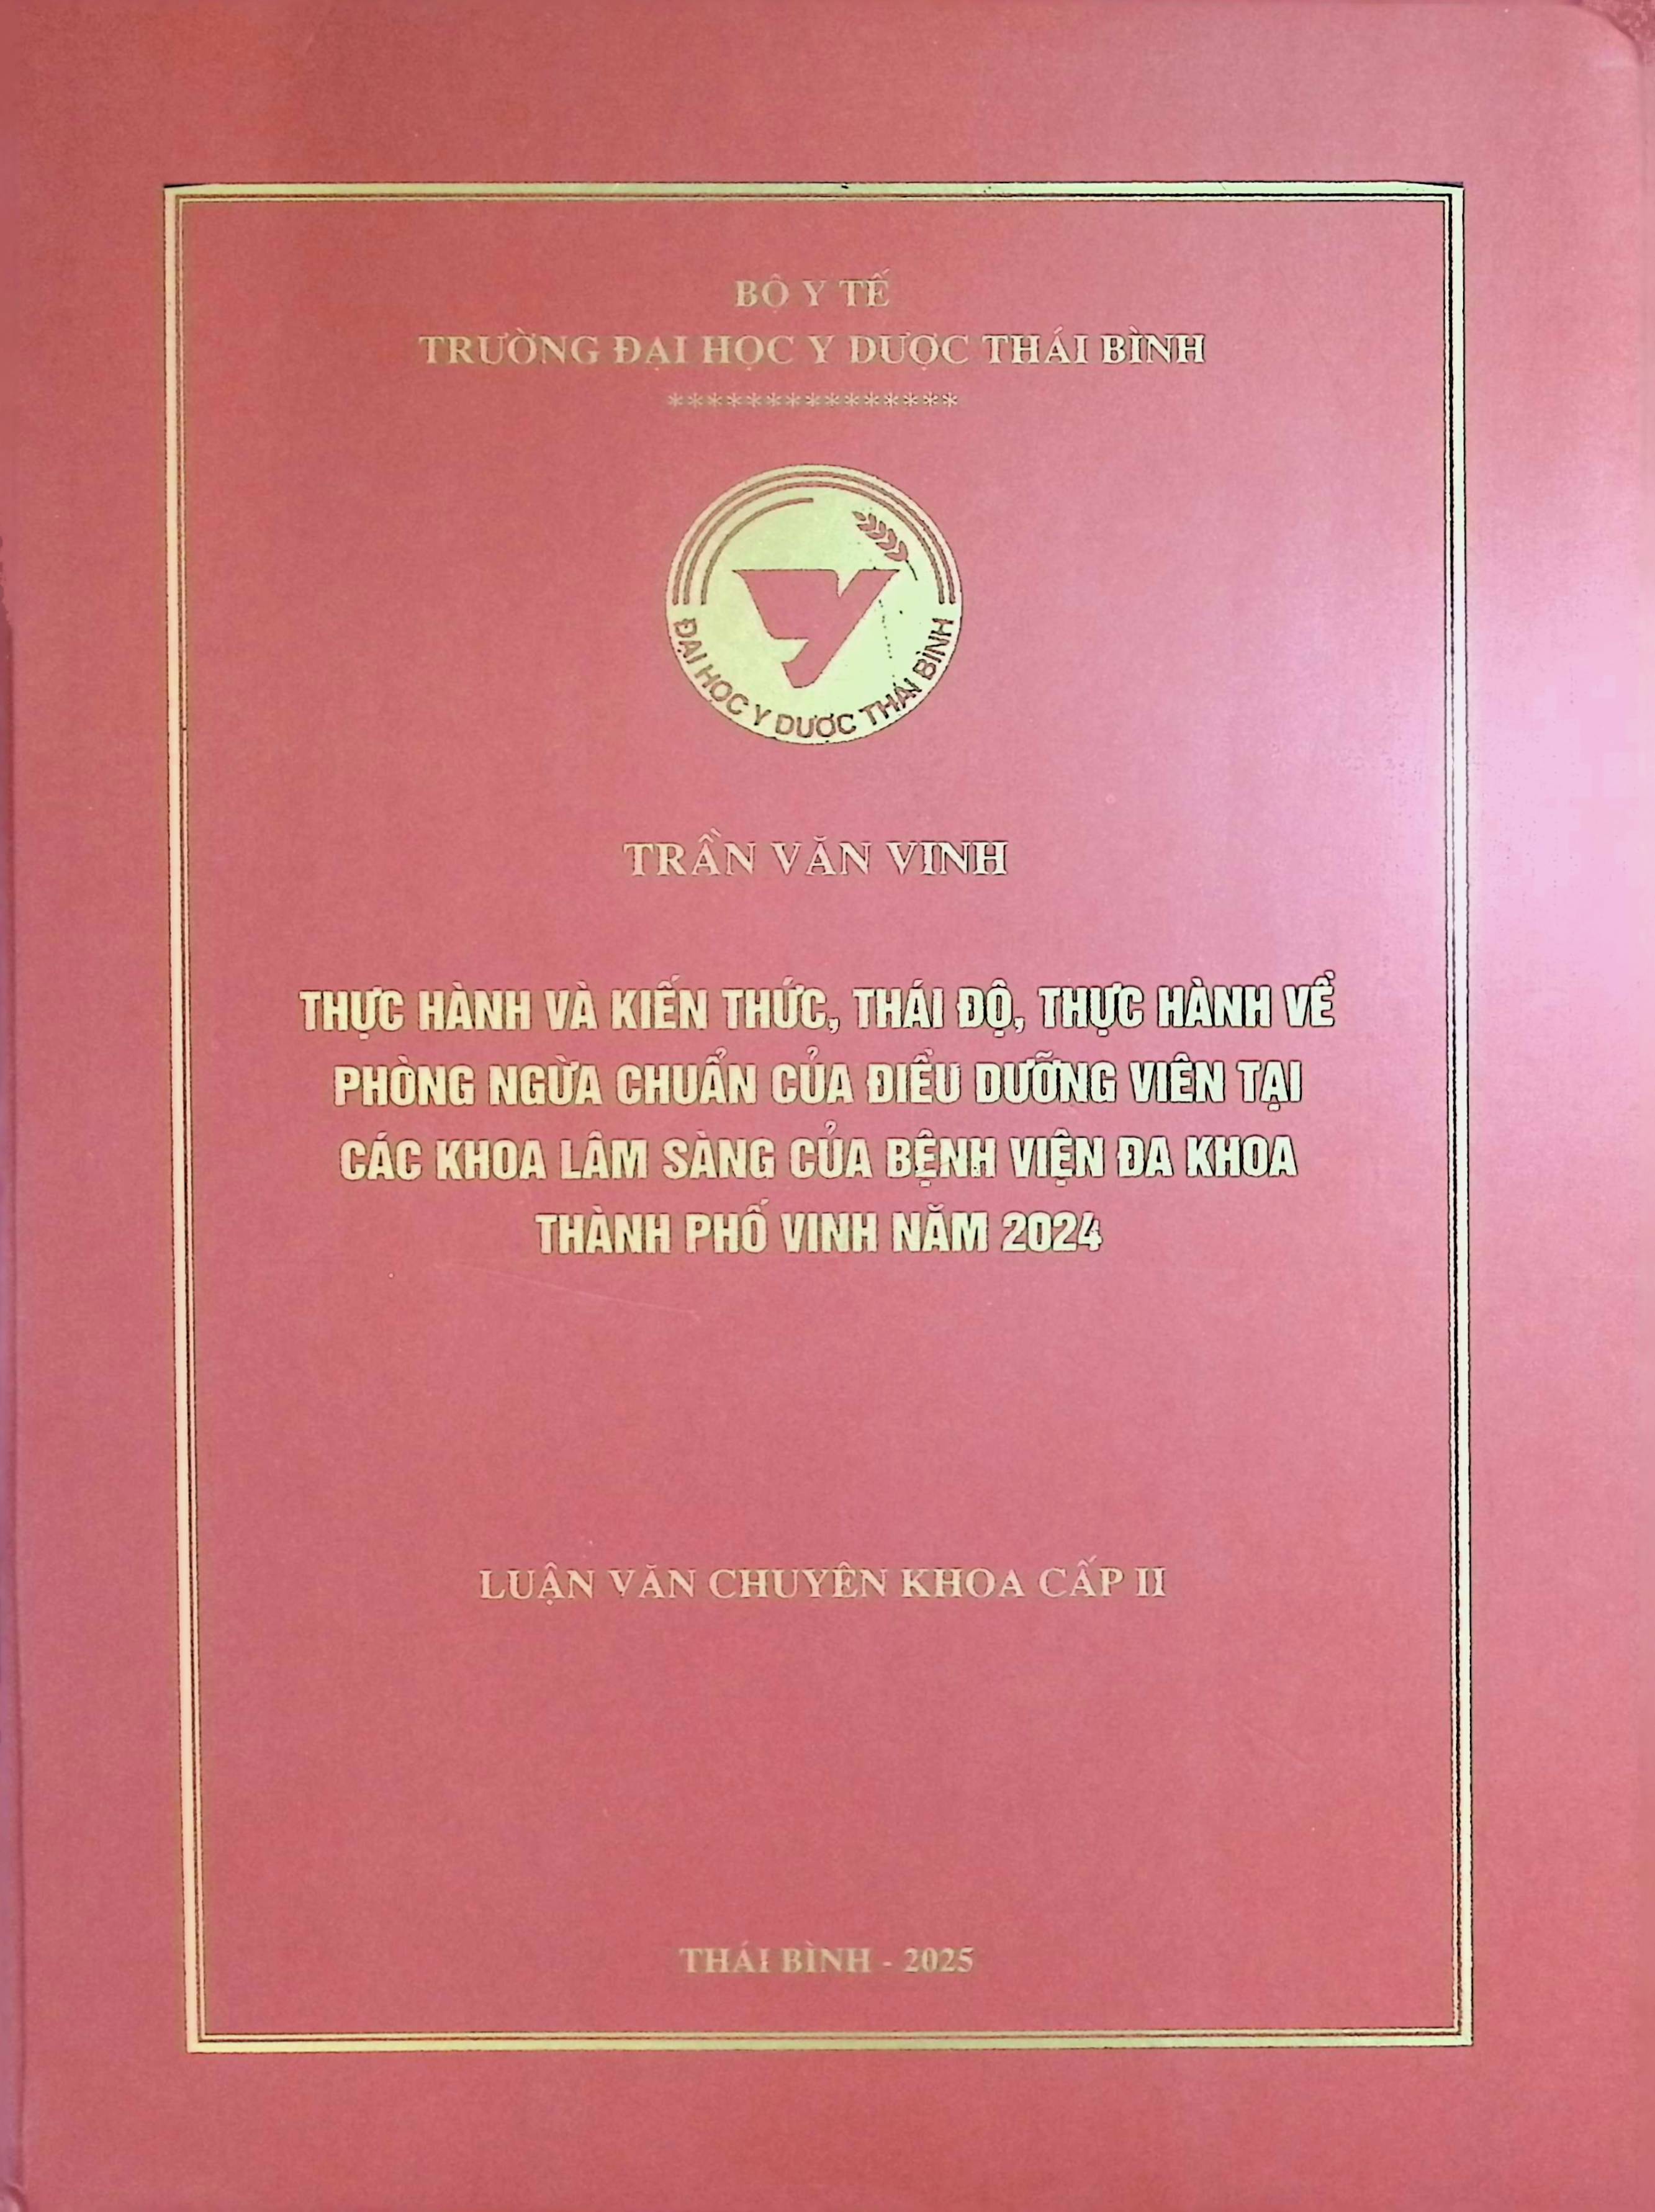 BỘ Y TẾ
TRƯỜNG ĐẠI HỌC Y DƯỢC THÁI BÌNH
***************
ĐẠI HỌC Y DƯỢC THÁI BÌNH
TRẦN VĂN VINH
THỰC HÀNH VÀ KIẾN THỨC, THÁI ĐỘ, THỰC HÀNH VỀ
PHÒNG NGỪA CHUẨN CỦA ĐIỀU DƯỠNG VIÊN TẠI
CÁC KHOA LÂM SÀNG CỦA BỆNH VIỆN ĐA KHOA
THÀNH PHỐ VINH NĂM 2024
LUẬN VĂN CHUYÊN KHOA CẤP II
THÁI BÌNH - 2025